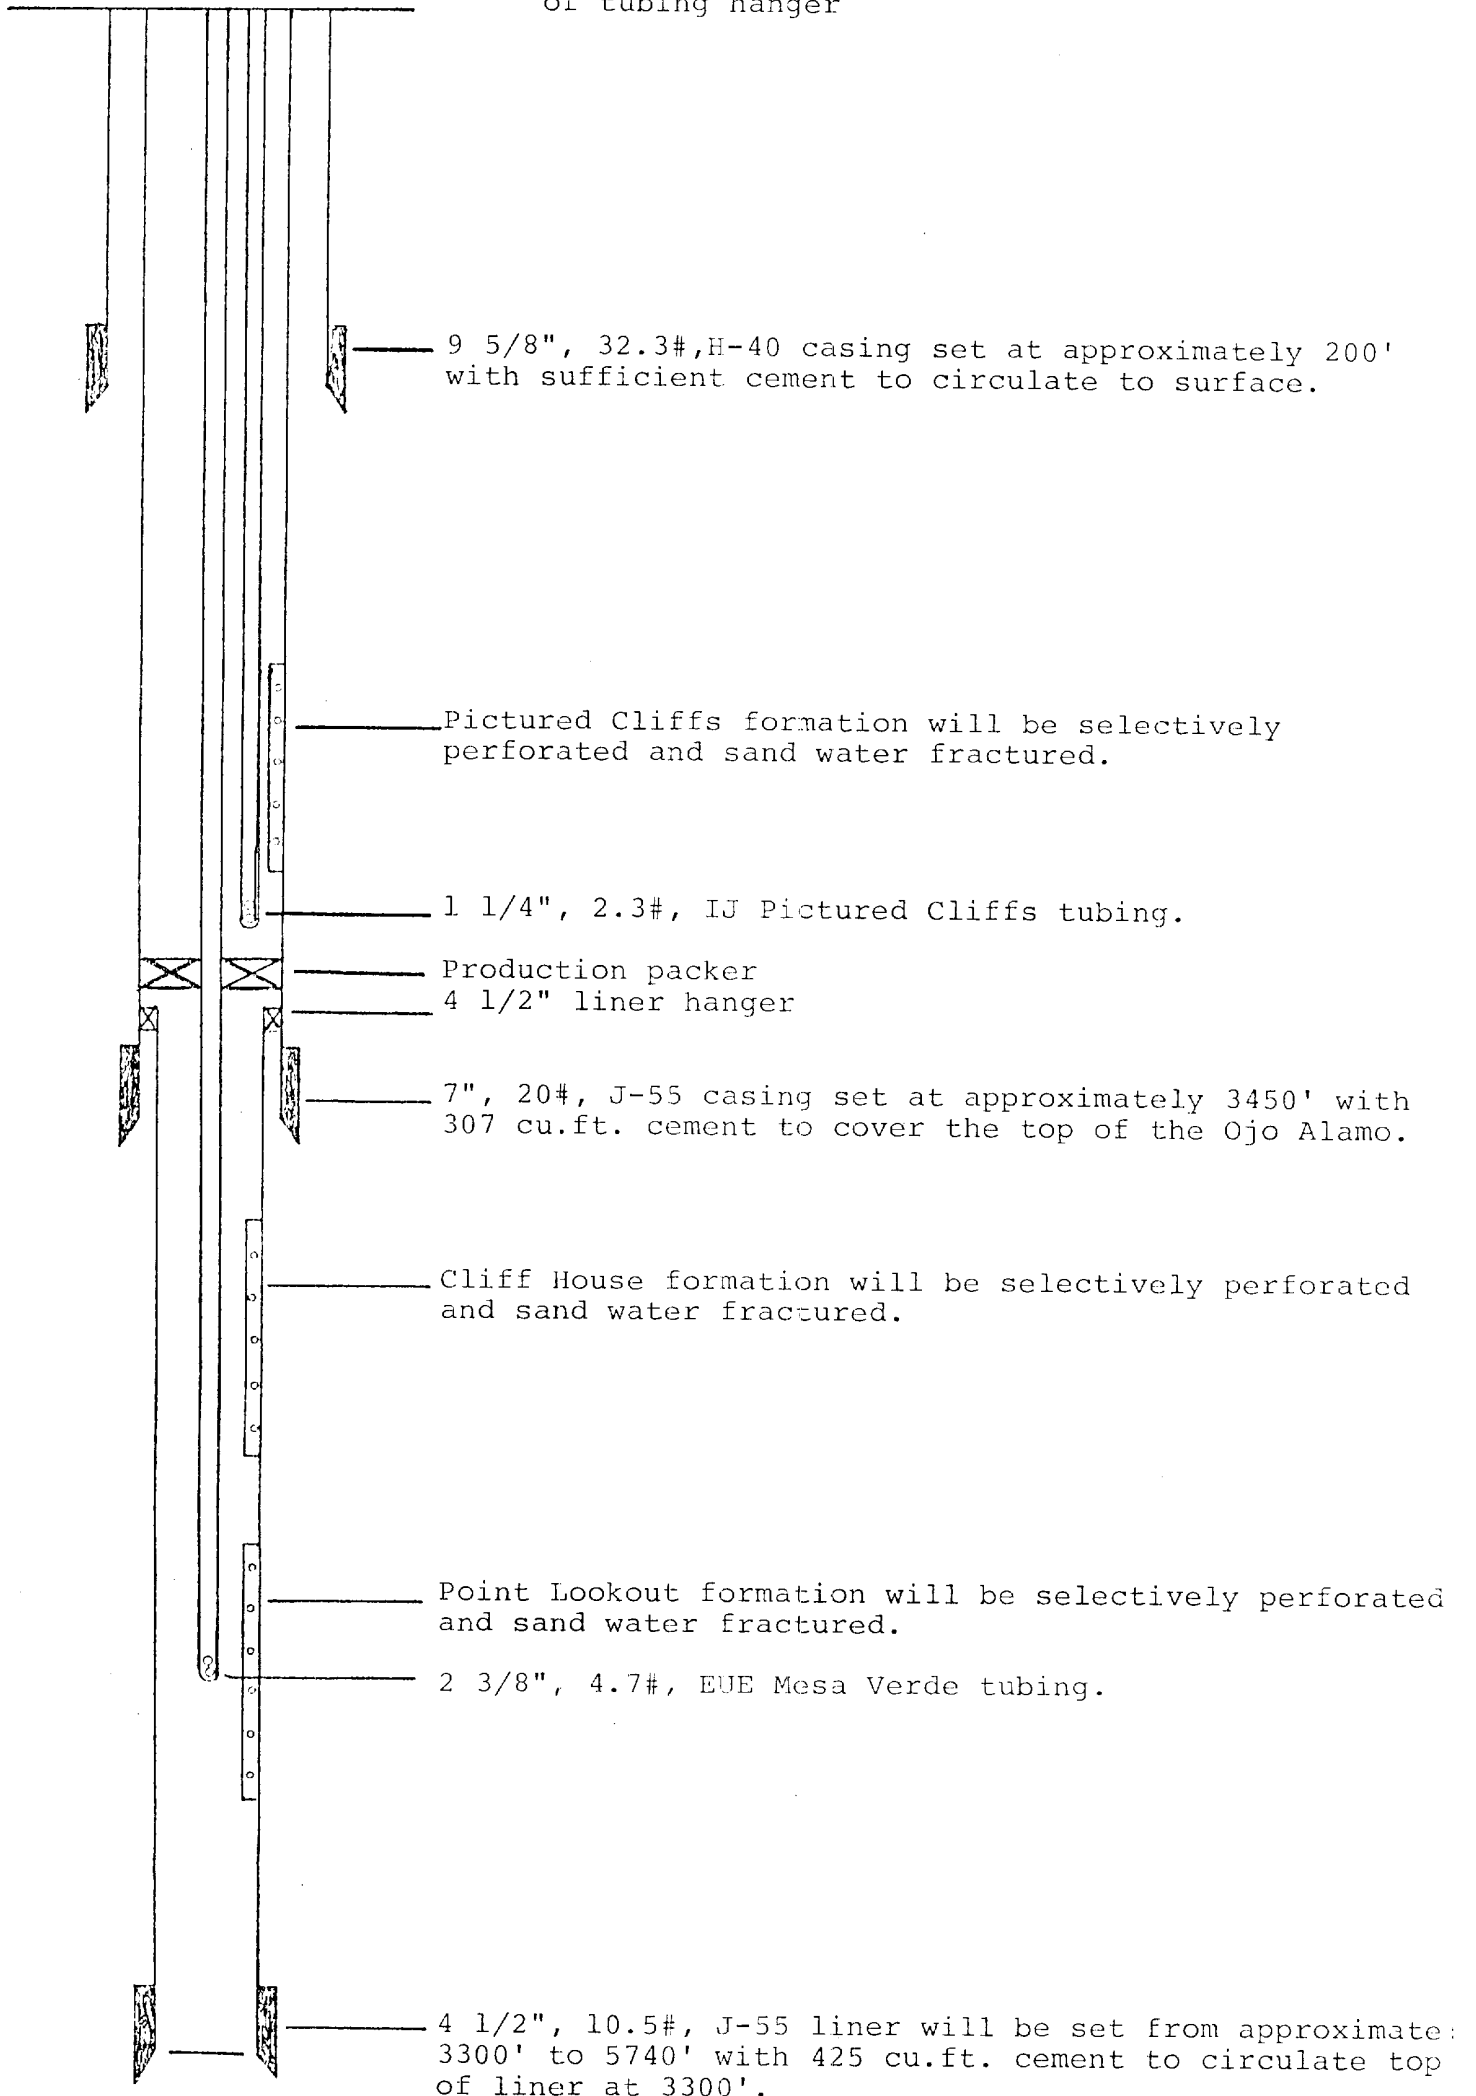 of tubing hanger
9 5/8", 32.3#,H-40 casing set at approximately 200'
with sufficient cement to circulate to surface.
Pictured Cliffs formation will be selectively
perforated and sand water fractured.
1 1/4", 2.3#, IJ Pictured Cliffs tubing.
Production packer
4 1/2" liner hanger
7", 20#, J-55 casing set at approximately 3450' with
307 cu.ft. cement to cover the top of the Ojo Alamo.
Cliff House formation will be selectively perforated
and sand water fractured.
Point Lookout formation will be selectively perforated
and sand water fractured.
2 3/8", 4.7#, EUE Mesa Verde tubing.
4 1/2", 10.5#, J-55 liner will be set from approximate
3300' to 5740' with 425 cu.ft. cement to circulate top
of liner at 3300'.